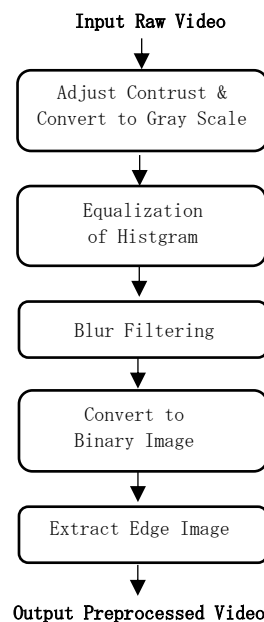 Input Raw Video
Adjust Contrust &
Convert to Gray Scale
Equalization
of Histgram
Blur Filtering
Convert to
Binary Image
Extract Edge Image
Output Preprocessed Video